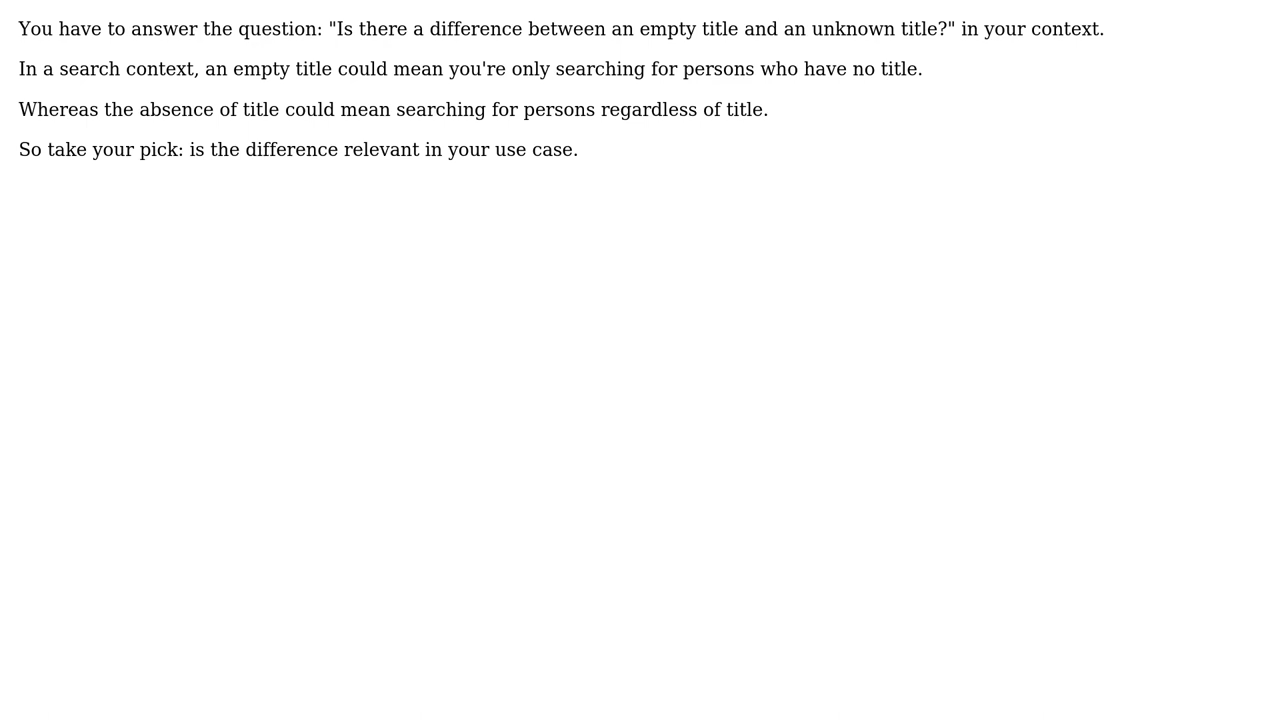 You have to answer the question: "Is there a difference between an empty title and an unknown title?" in your context.
In a search context, an empty title could mean you're only searching for persons who have no title.
Whereas the absence of title could mean searching for persons regardless of title.
So take your pick: is the difference relevant in your use case.